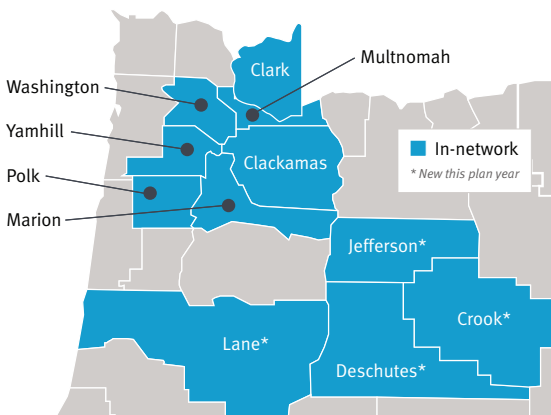 Clark
Multnomah
Washington
Yamhill
Clackamas
In-network
* New this plan year
Polk
Marion
Jefferson*
Crook*
Lane*
Deschutes*